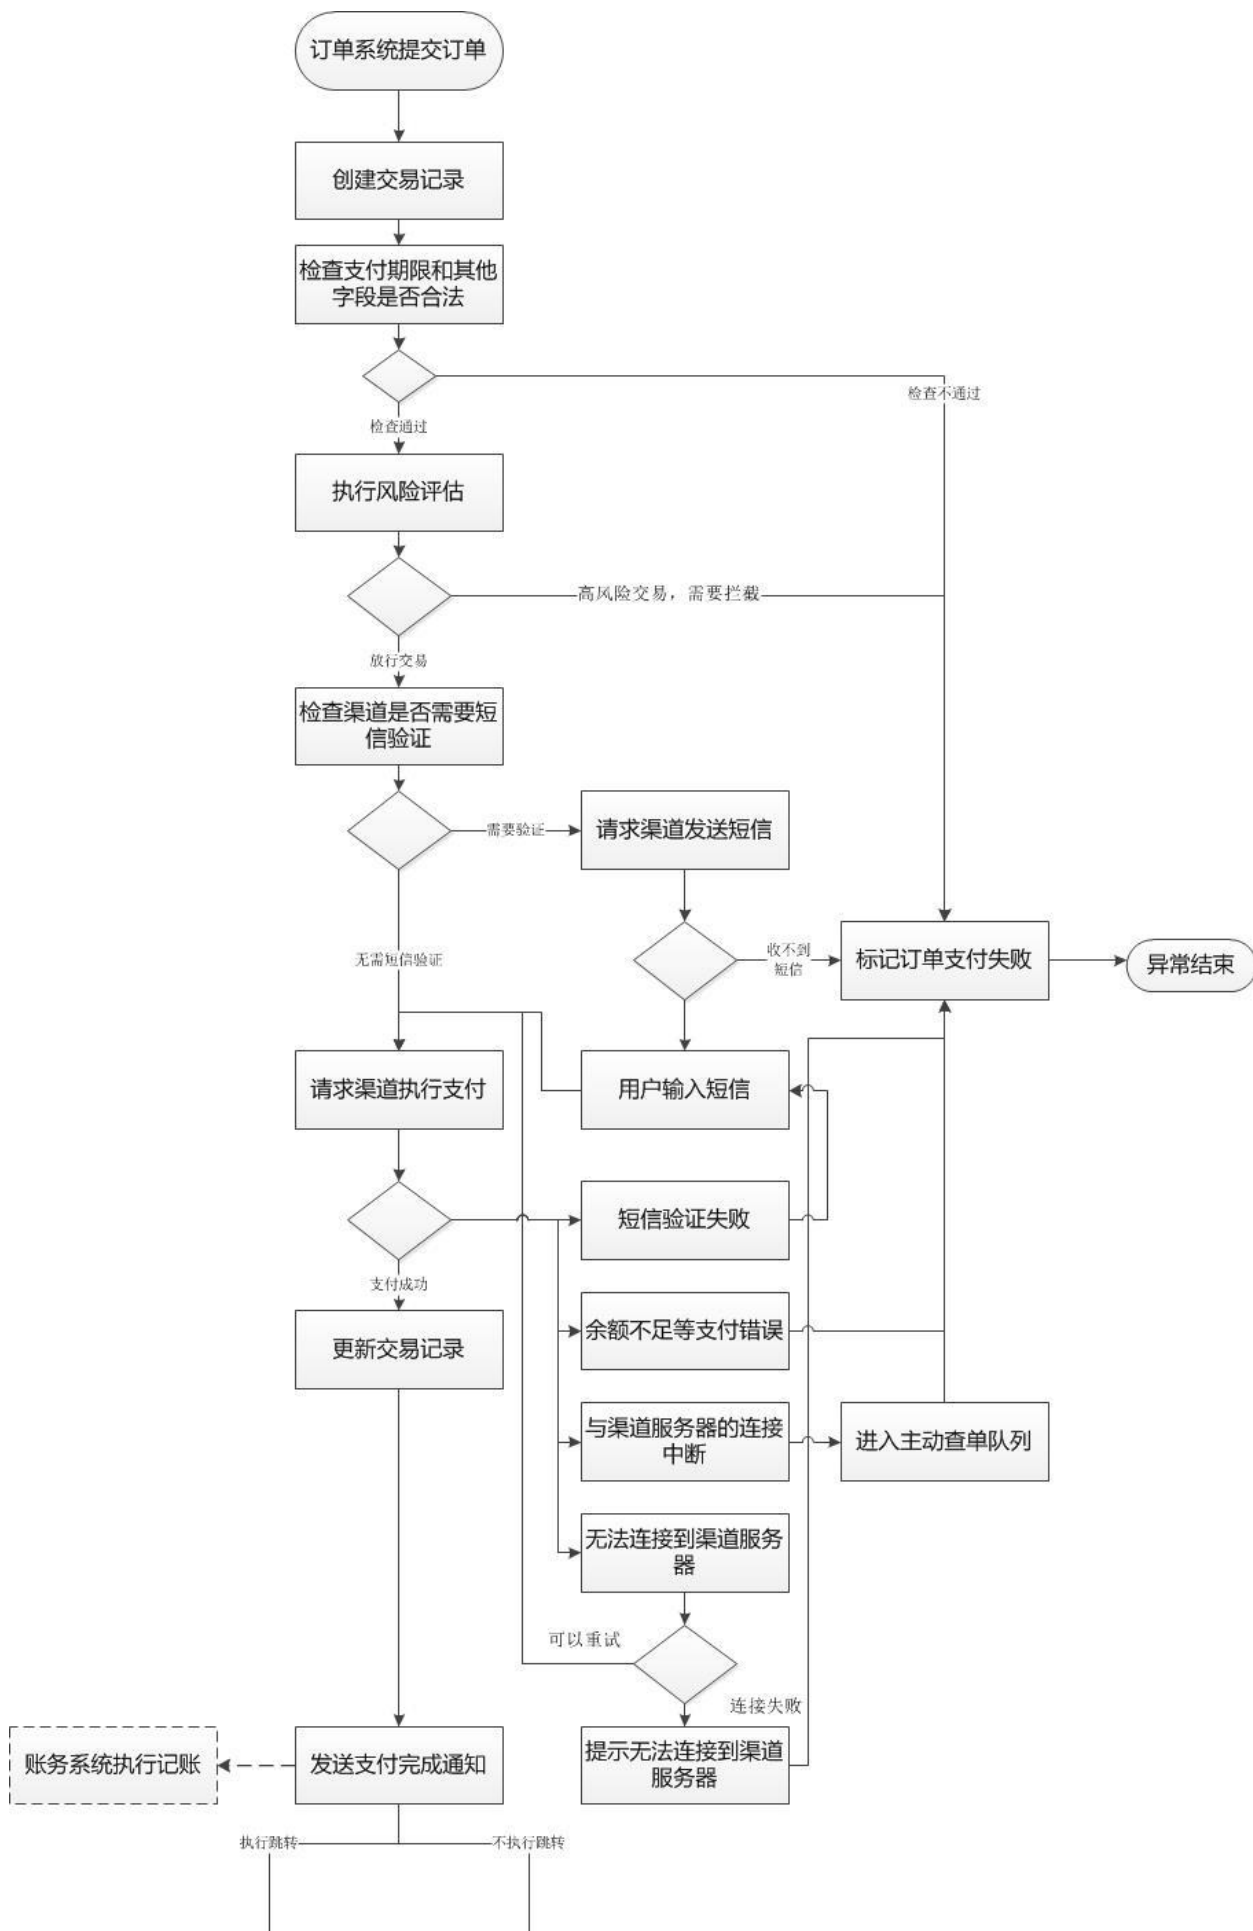 订单系统提交订单
创建交易记录
检查支付期限和其他
字段是否合法
检查不通过
检查通过
执行风险评估
高风险交易，需要拦截
放行交易
检查渠道是否需要短
信验证
需要验证
请求渠道发送短信
无需短信验证
收不到
短信
标记订单支付失败
异常结束
请求渠道执行支付
用户输入短信
短信验证失败
支付成功
更新交易记录
余额不足等支付错误
与渠道服务器的连接
中断
进入主动查单队列
无法连接到渠道服务
器
可以重试
连接失败
账务系统执行记账
发送支付完成通知
提示无法连接到渠道
服务器
执行跳转
不执行跳转